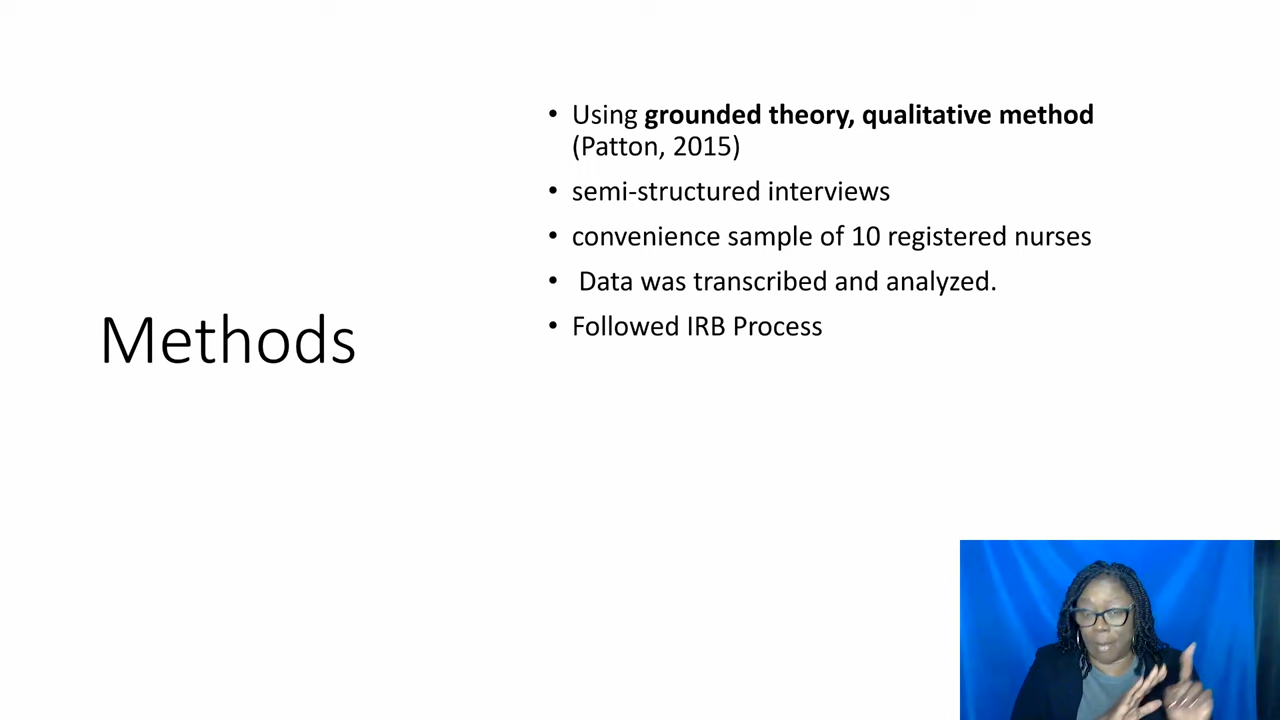 Methods
• Using grounded theory, qualitative method
(Patton, 2015)
• semi-structured interviews
• convenience sample of 10 registered nurses
• Data was transcribed and analyzed.
• Followed IRB Process